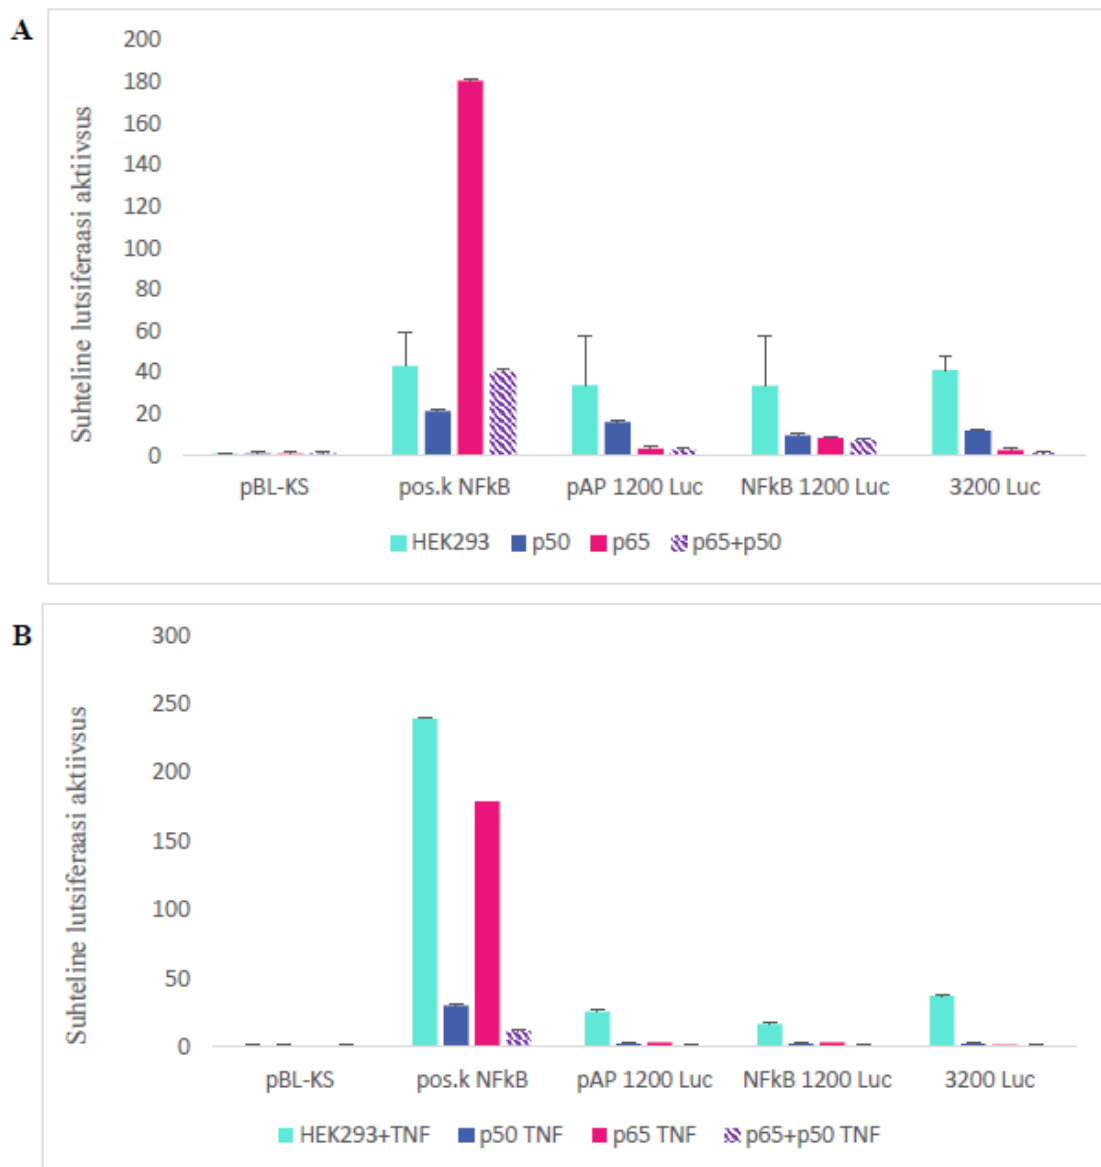 A
Suhteline lutsiferaasi aktiivsus
200
180
160
140
120
100
80
60
40
20
0
pBL-KS pos.k NFkB pAP 1200 Luc NFkB 1200 Luc 3200 Luc
HEK293 p50 p65 p65+p50
B
Suhteline lutsiferaasi aktiivsus
300
250
200
150
100
50
0
pBL-KS pos.k NFkB pAP 1200 Luc NFkB 1200 Luc 3200 Luc
HEK293+TNF p50 TNF p65 TNF p65+p50 TNF